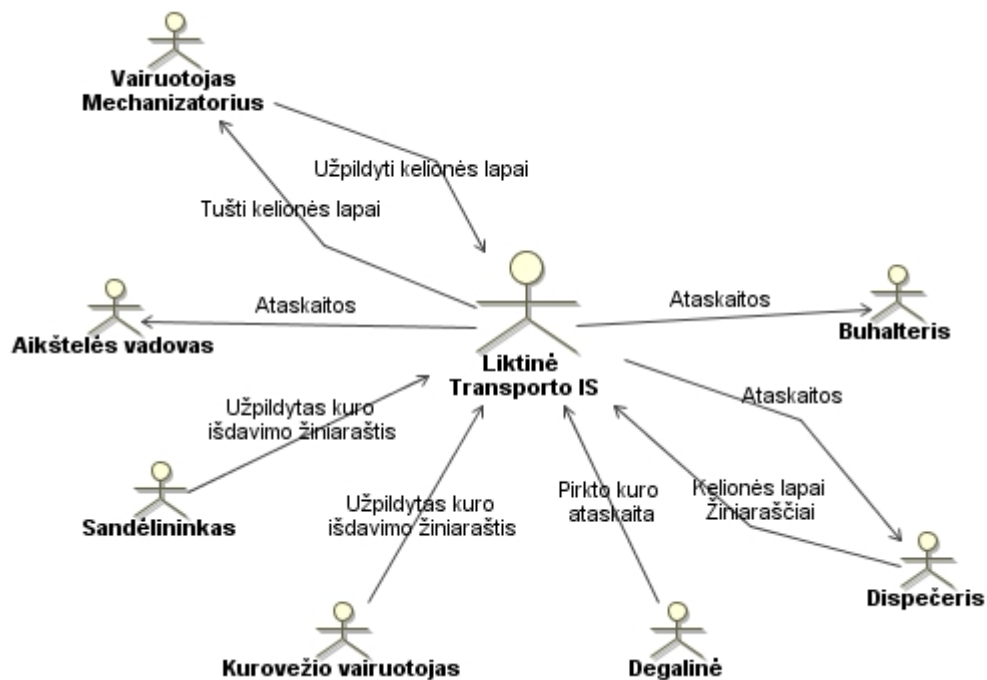 Vairuotojas
Mechanizatorius
Užpildyti kelionės lapai
Tušti kelionės lapai
Ataskaitos
Ataskaitos
Aikštelės vadovas
Buhalteris
Liktinė
Transporto IS
Ataskaitos
Užpildytas kuro
išdavimo žiniaraštis
Sandėlininkas
Užpildytas kuro
išdavimo žiniaraštis
Pirkto kuro
ataskaita
Kelionės lapai
Žiniaraščiai
Dispečeris
Kurovežio vairuotojas
Degalinė